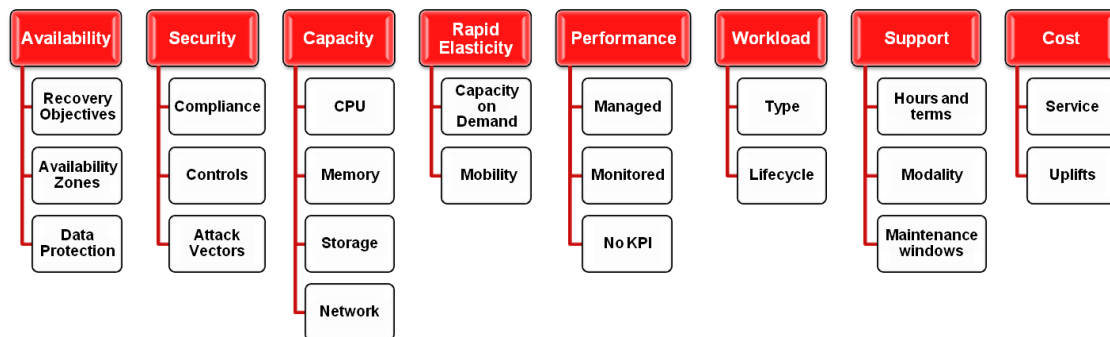 Availability
Recovery
Objectives
Availability
Zones
Data
Protection
Security
Compliance
Controls
Attack
Vectors
Capacity
CPU
Memory
Storage
Network
Rapid
Elasticity
Capacity
on
Demand
Mobility
Performance
Managed
Monitored
No KPI
Workload
Type
Lifecycle
Support
Hours and
terms
Modality
Maintenance
windows
Cost
Service
Uplifts